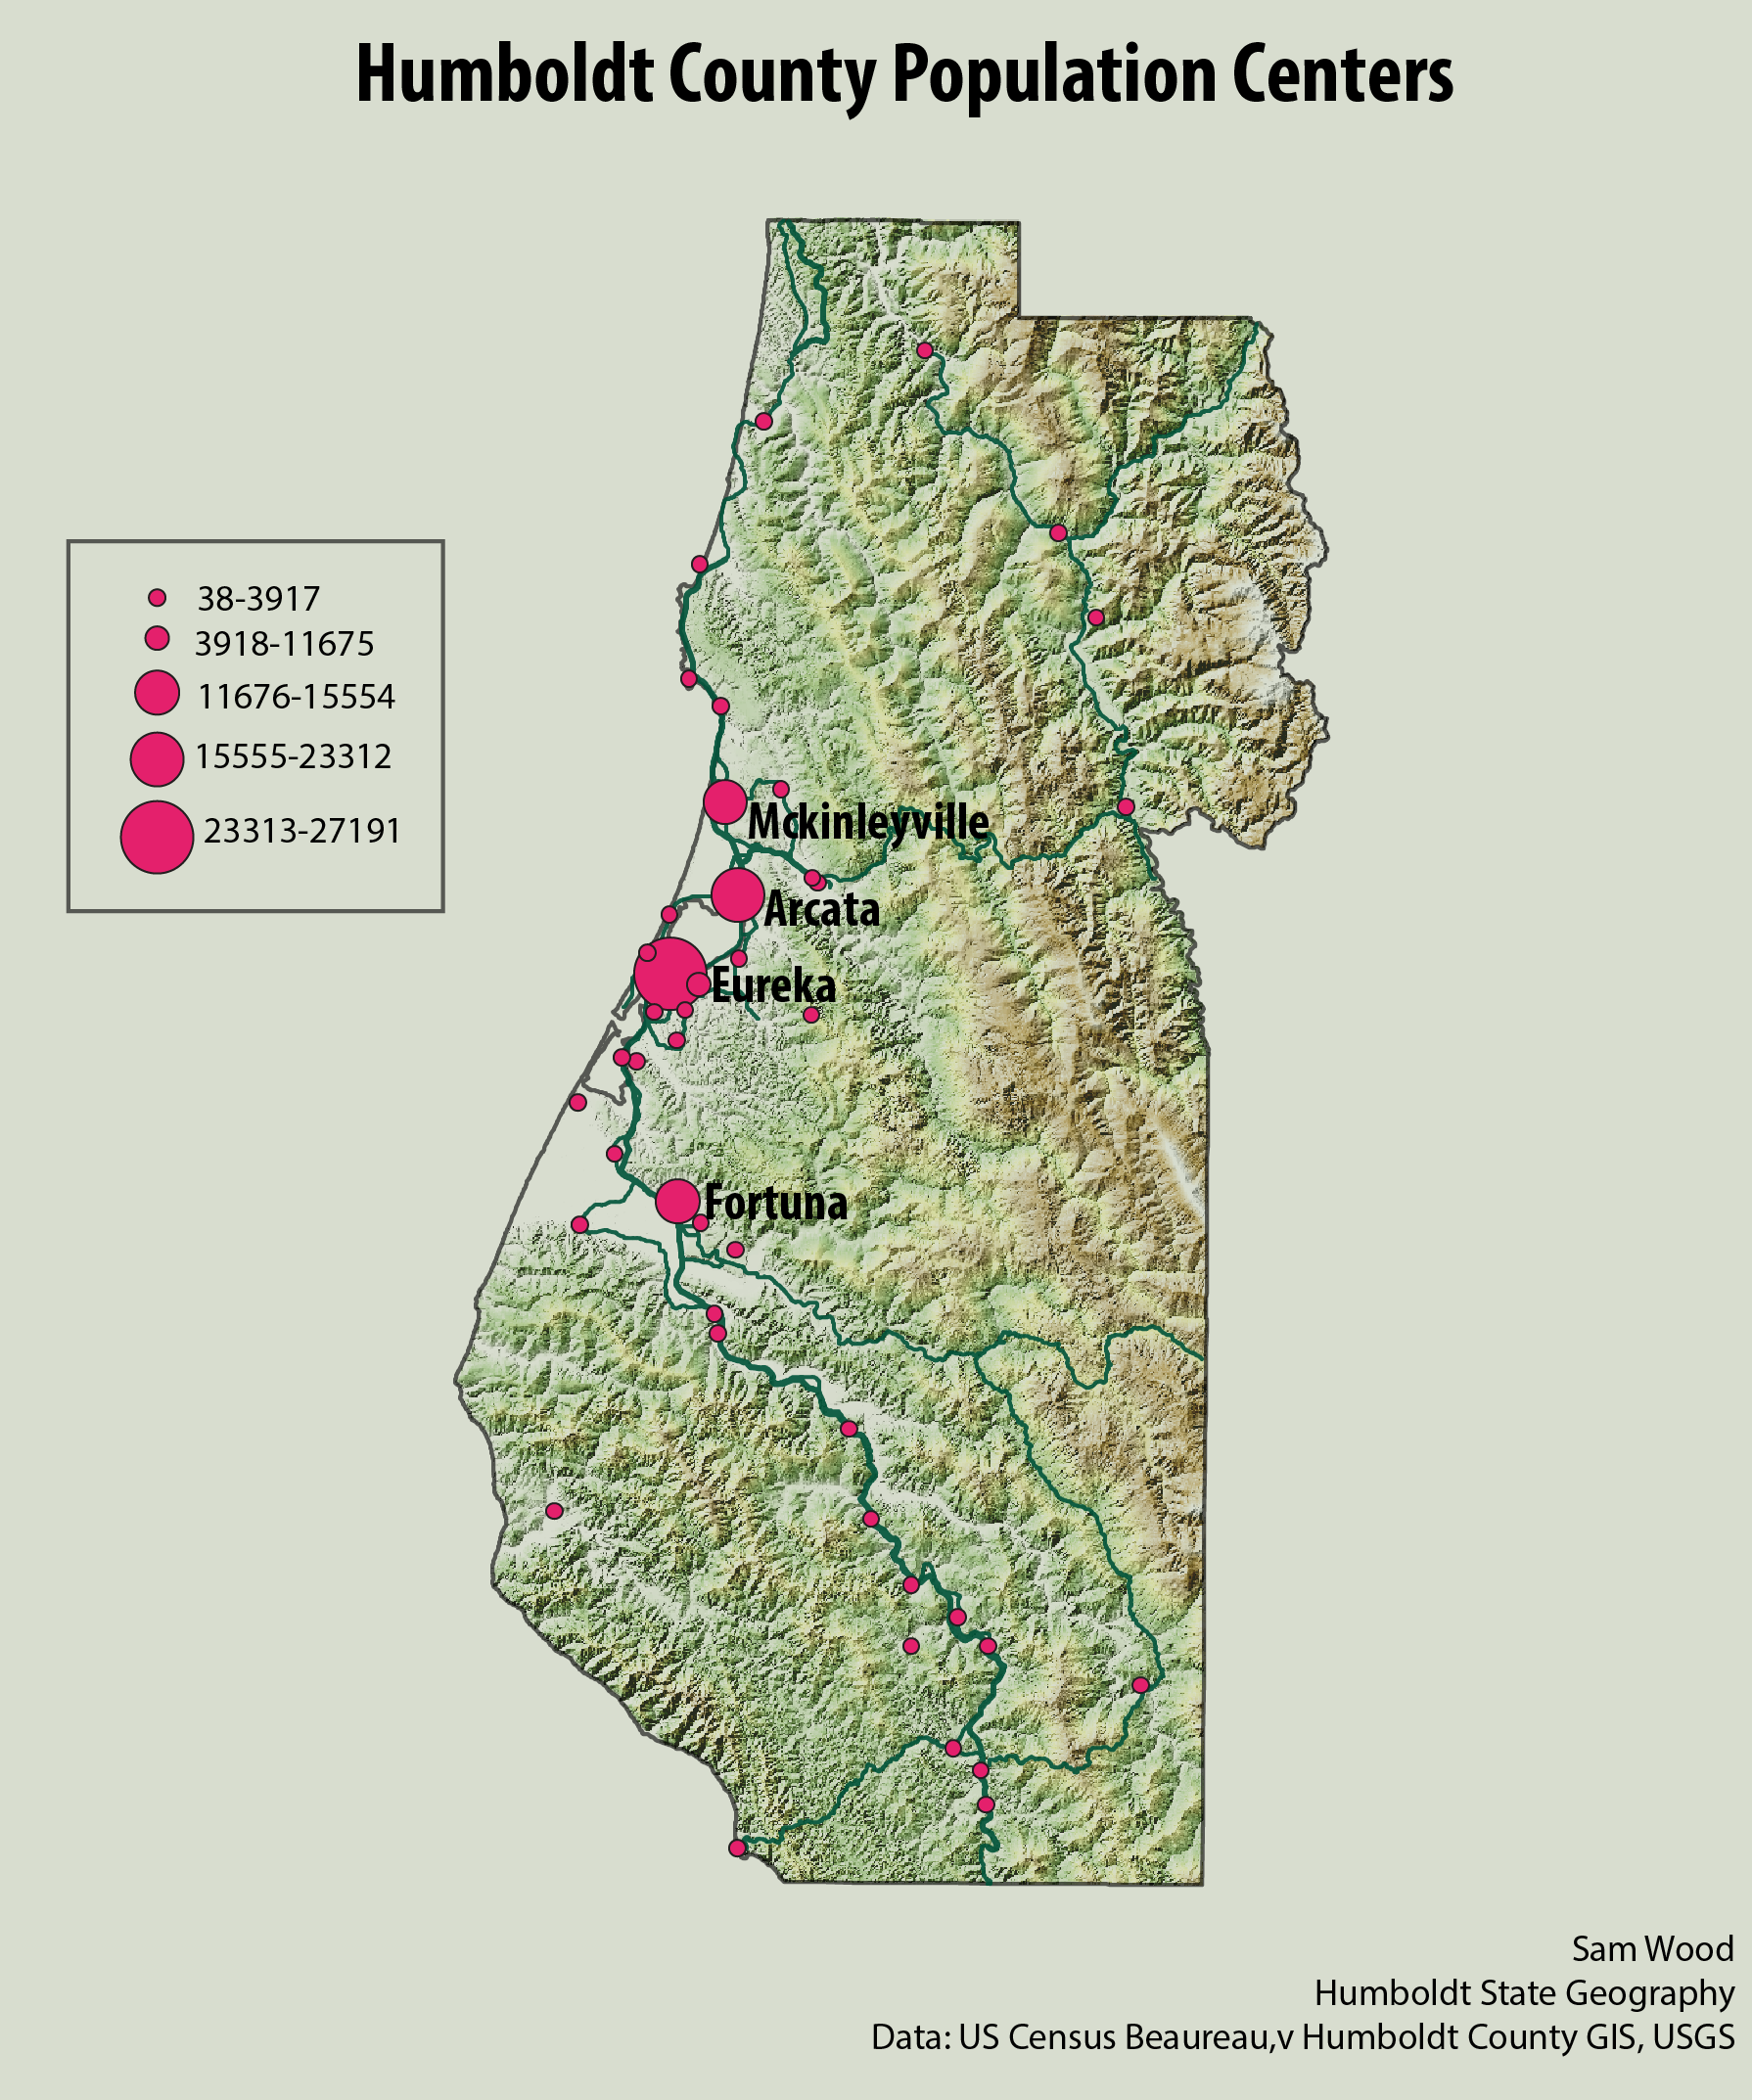 Humboldt County Population Centers
38-3917
3918-11675
11676-15554
15555-23312
23313-27191
Mckinleyville
Arcata
Eureka
Fortuna
Sam Wood
Humboldt State Geography
Data: US Census Beaureau,v Humboldt County GIS, USGS